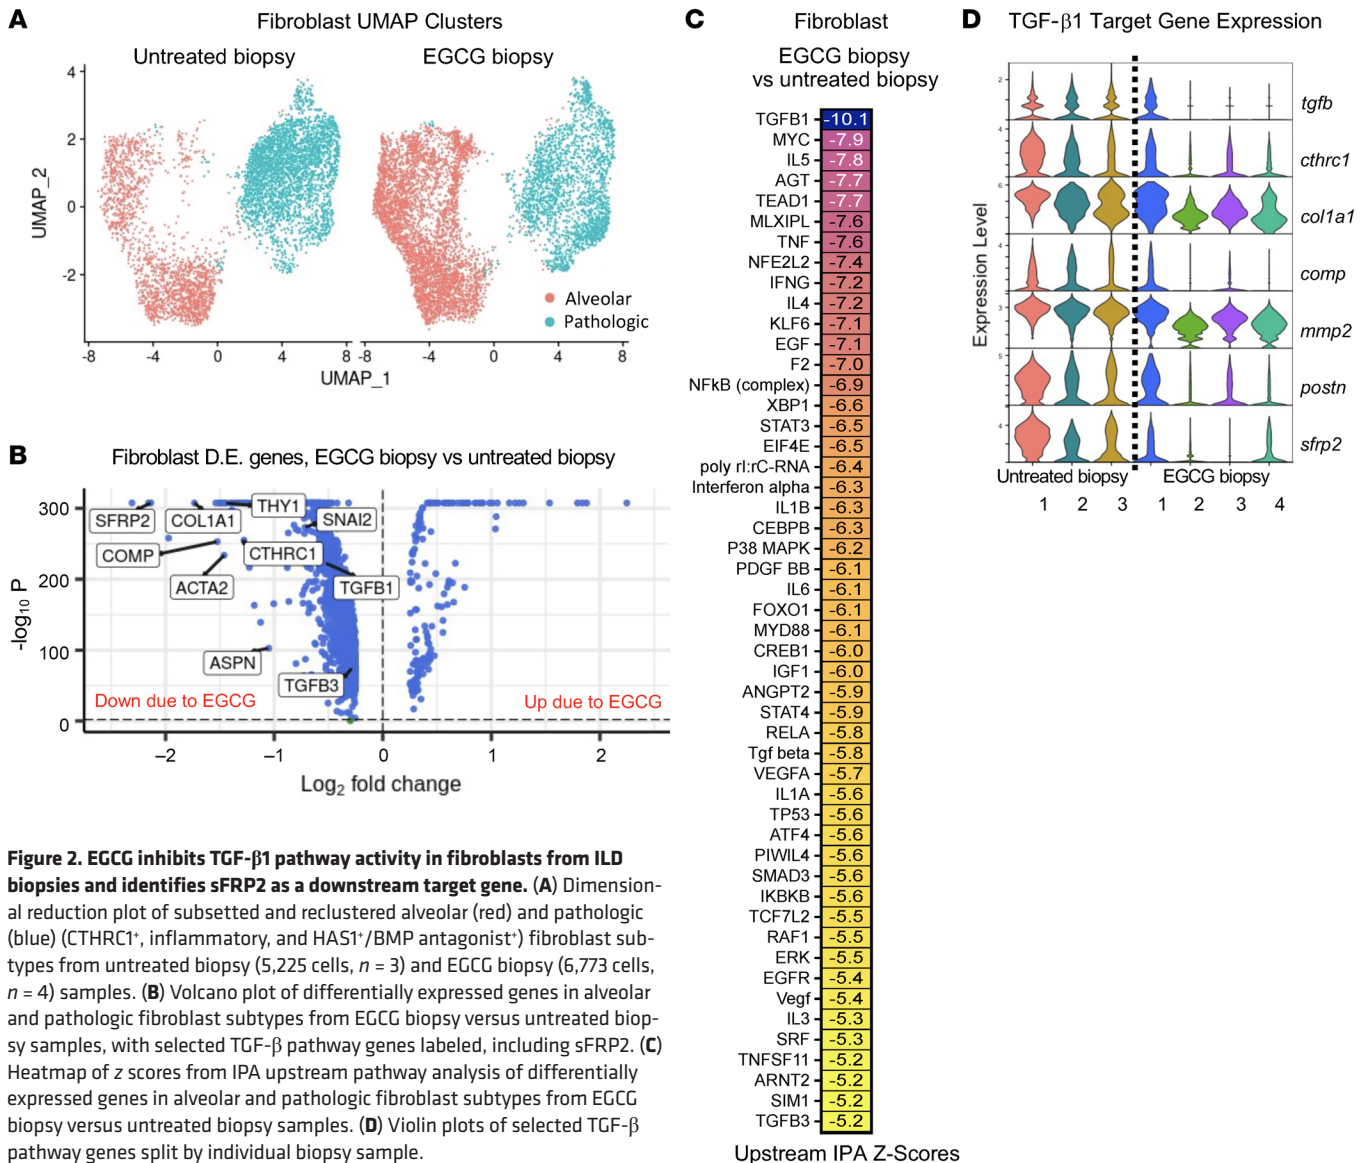 A
Fibroblast UMAP Clusters
Untreated biopsy
EGCG biopsy
UMAP_2
4
2
0
-2
-8
-4
0
4
8
-8
-4
0
4
8
UMAP_1
Alveolar
Pathologic
B
Fibroblast D.E. genes, EGCG biopsy vs untreated biopsy
-log10 P
300
200
100
0
SFRP2
COL1A1
THY1
SNAI2
COMP
CTHRC1
ACTA2
TGFB1
ASPN
TGFB3
Down due to EGCG
Up due to EGCG
−2
−1
0
1
2
Log2 fold change
Figure 2. EGCG inhibits TGF-β1 pathway activity in fibroblasts from ILD
biopsies and identifies sFRP2 as a downstream target gene. (A) Dimension-
al reduction plot of subsetted and reclustered alveolar (red) and pathologic
(blue) (CTHRC1+, inflammatory, and HAS1+/BMP antagonist+) fibroblast sub-
types from untreated biopsy (5,225 cells, n = 3) and EGCG biopsy (6,773 cells,
n = 4) samples. (B) Volcano plot of differentially expressed genes in alveolar
and pathologic fibroblast subtypes from EGCG biopsy versus untreated biop-
sy samples, with selected TGF-β pathway genes labeled, including sFRP2. (C)
Heatmap of z scores from IPA upstream pathway analysis of differentially
expressed genes in alveolar and pathologic fibroblast subtypes from EGCG
biopsy versus untreated biopsy samples. (D) Violin plots of selected TGF-β
pathway genes split by individual biopsy sample.
C
Fibroblast
EGCG biopsy
vs untreated biopsy
TGFB1 -10.1
MYC -7.9
IL5 -7.8
AGT -7.7
TEAD1 -7.7
MLXIPL -7.6
TNF -7.6
NFE2L2 -7.4
IFNG -7.2
IL4 -7.2
KLF6 -7.1
EGF -7.1
F2 -7.0
NFkB (complex) -6.9
XBP1 -6.6
STAT3 -6.5
EIF4E -6.5
poly rI:rC-RNA -6.4
Interferon alpha -6.3
IL1B -6.3
CEBPB -6.3
P38 MAPK -6.2
PDGF BB -6.1
IL6 -6.1
FOXO1 -6.1
MYD88 -6.1
CREB1 -6.0
IGF1 -6.0
ANGPT2 -5.9
STAT4 -5.9
RELA -5.8
Tgf beta -5.8
VEGFA -5.7
IL1A -5.6
TP53 -5.6
ATF4 -5.6
PIWIL4 -5.6
SMAD3 -5.6
IKBKB -5.6
TCF7L2 -5.5
RAF1 -5.5
ERK -5.5
EGFR -5.4
Vegf -5.4
IL3 -5.3
SRF -5.3
TNFSF11 -5.2
ARNT2 -5.2
SIM1 -5.2
TGFB3 -5.2
Upstream IPA Z-Scores
D
TGF-β1 Target Gene Expression
Expression Level
2
tgfb
4
cthrc1
6
col1a1
4
comp
3
mmp2
5
postn
4
sfrp2
Untreated biopsy
EGCG biopsy
1 2 3 1 2 3 4